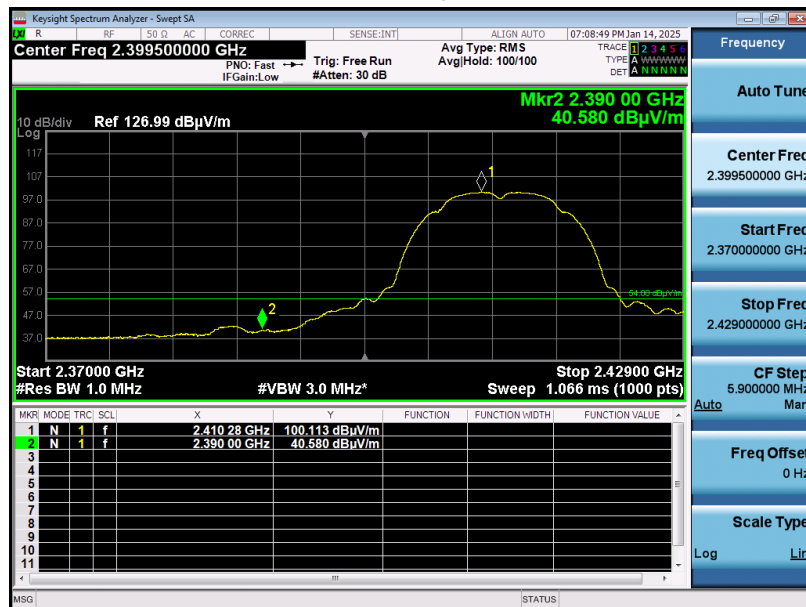 Keysight Spectrum Analyzer - Swept SA
LXI R RF 50 Ω AC CORREC SENSE:INT ALIGN AUTO 07:08:49 PM Jan 14, 2025
Center Freq 2.399500000 GHz
PNO: Fast
IFGain:Low
Trig: Free Run
#Atten: 30 dB
Avg Type: RMS
Avg|Hold: 100/100
TRACE 1 2 3 4 5 6
TYPE A WWWWW
DET A N N N N N
Mkr2 2.390 00 GHz
40.580 dBµV/m
10 dB/div Ref 126.99 dBµV/m
Log
117
107
97.0
87.0
77.0
67.0
57.0
47.0
37.0
1
2
54.00 dBµV/m
Start 2.37000 GHz Stop 2.42900 GHz
#Res BW 1.0 MHz #VBW 3.0 MHz* Sweep 1.066 ms (1000 pts)
MKR MODE TRC SCL X Y FUNCTION FUNCTION WIDTH FUNCTION VALUE
1 N 1 f 2.410 28 GHz 100.113 dBµV/m
2 N 1 f 2.390 00 GHz 40.580 dBµV/m
3
4
5
6
7
8
9
10
11
MSG STATUS
Frequency
Auto Tune
Center Freq
2.399500000 GHz
Start Freq
2.370000000 GHz
Stop Freq
2.429000000 GHz
CF Step
5.900000 MHz
Auto Man
Freq Offset
0 Hz
Scale Type
Log Lin